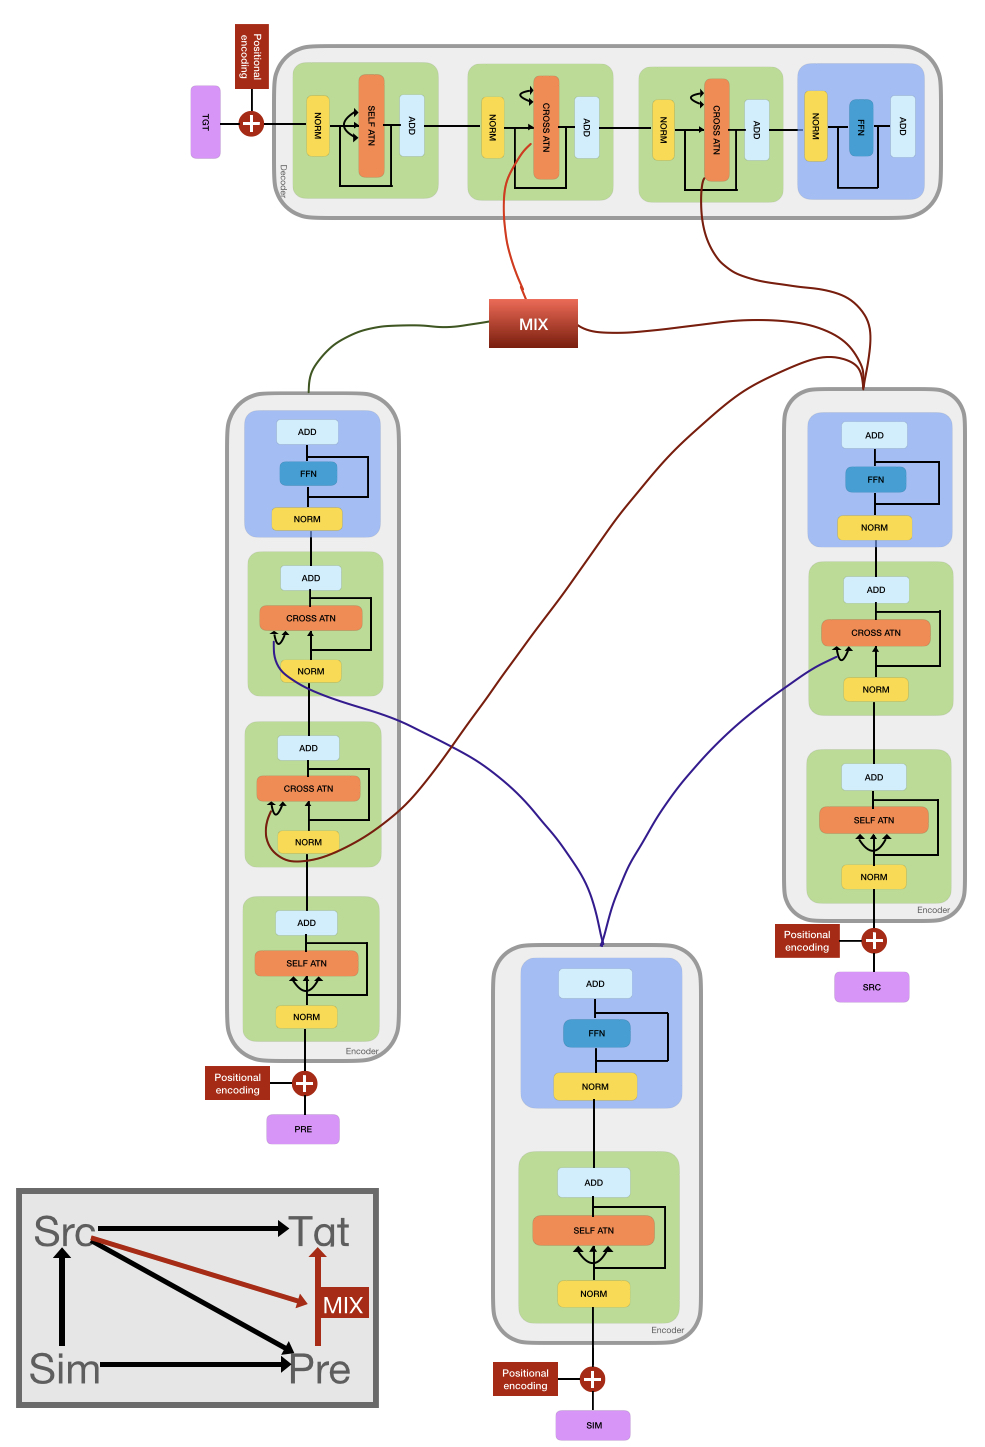 Positional
encoding
TGT
Decoder
NORM
SELF ATN
ADD
NORM
CROSS ATN
ADD
NORM
CROSS ATN
ADD
NORM
FFN
ADD
MIX
ADD
FFN
NORM
ADD
CROSS ATN
NORM
ADD
CROSS ATN
NORM
ADD
SELF ATN
NORM
Encoder
Positional
encoding
PRE
ADD
FFN
NORM
ADD
CROSS ATN
NORM
ADD
SELF ATN
NORM
Encoder
Positional
encoding
SRC
ADD
FFN
NORM
ADD
SELF ATN
NORM
Encoder
Positional
encoding
SIM
Src Tat
MIX
Sim Pre